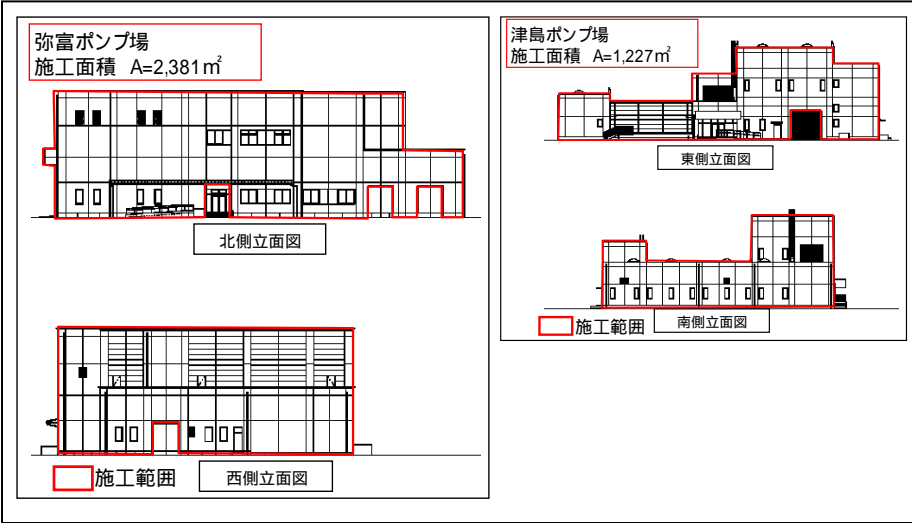 弥富ポンプ場
施工面積 A=2,381㎡
北側立面図
施工範囲
西側立面図
津島ポンプ場
施工面積 A=1,227㎡
東側立面図
施工範囲
南側立面図